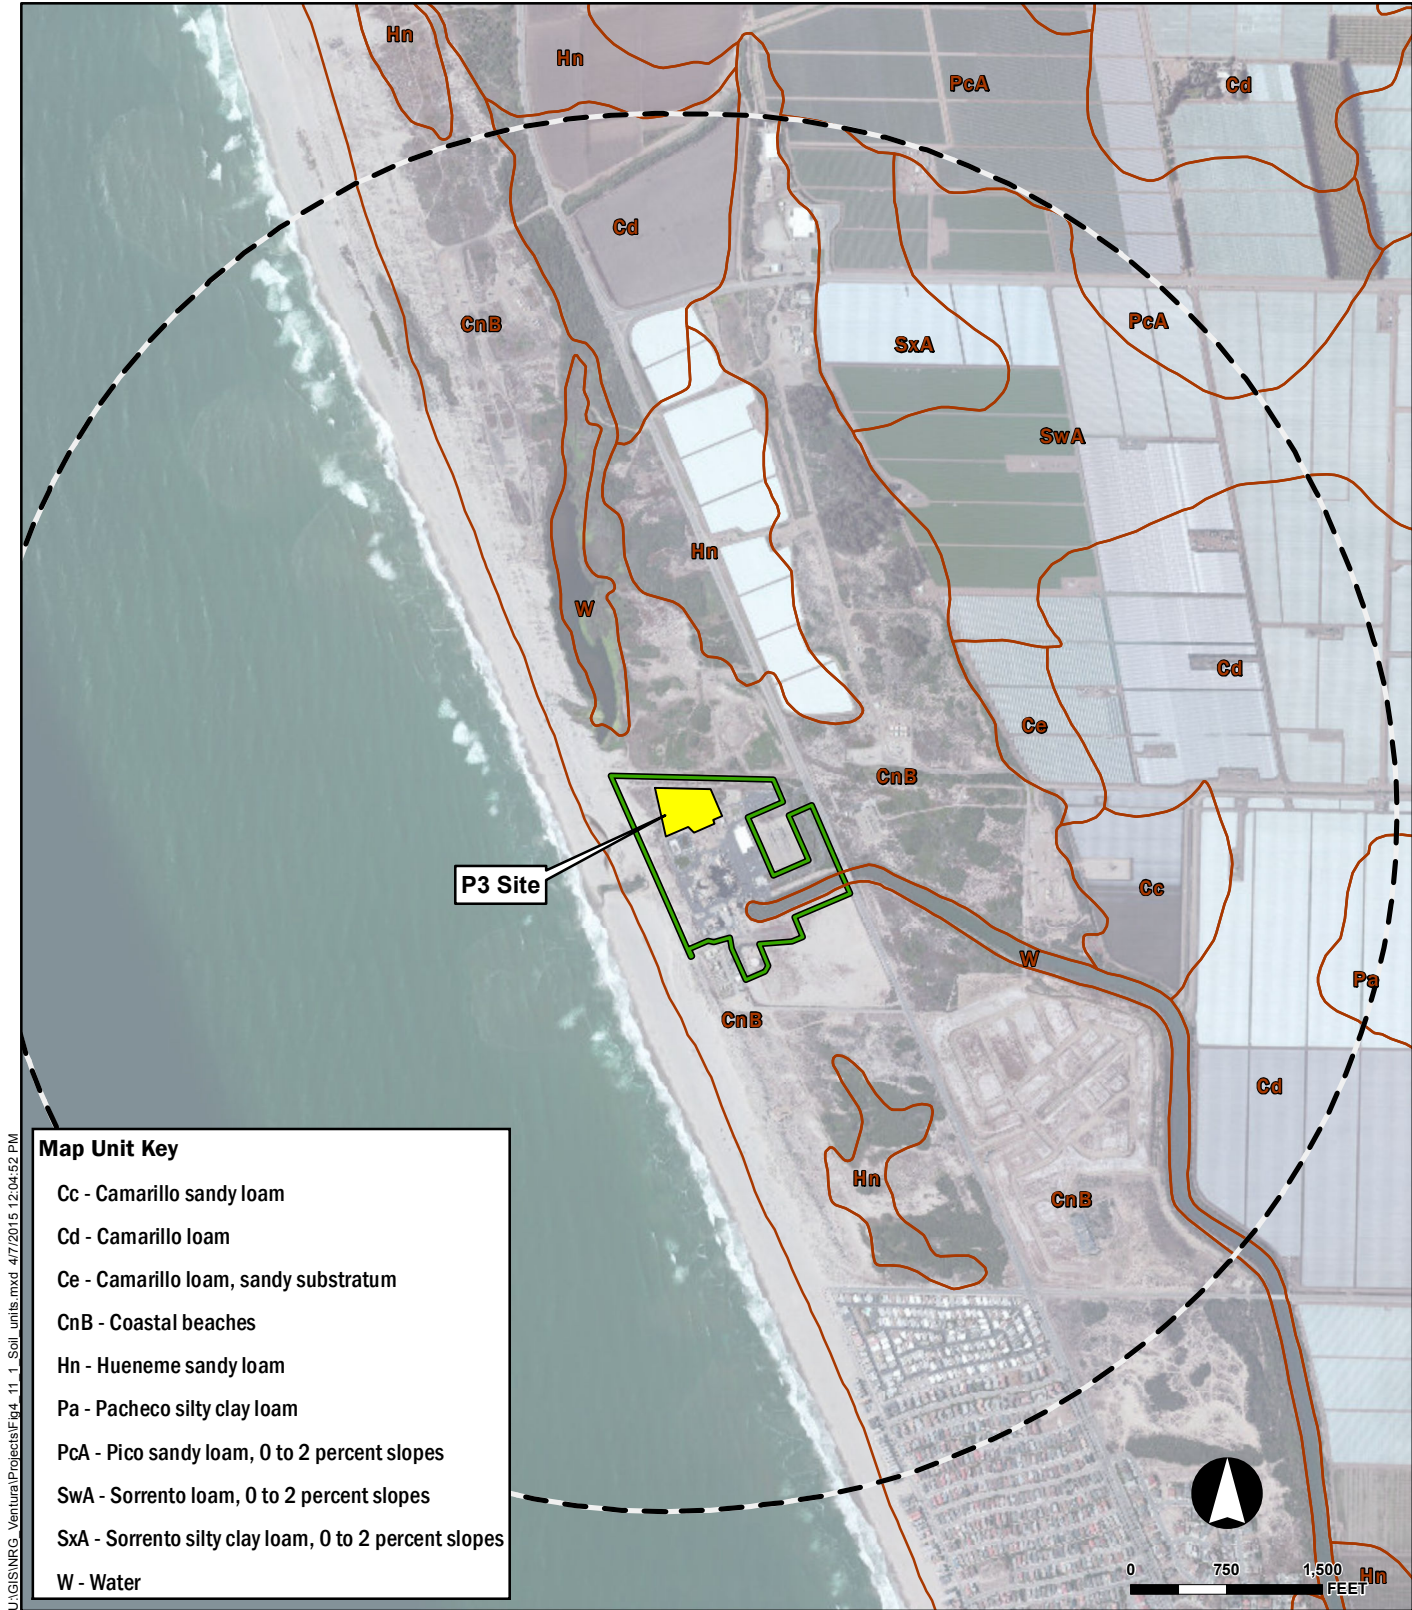 Hn
Hn
PcA
Cd
Cd
CnB
PcA
SxA
SwA
Hn
W
Cd
Ce
CnB
P3 Site
Cc
W
Pa
CnB
Cd
Hn
CnB
Map Unit Key
Cc - Camarillo sandy loam
Cd - Camarillo loam
Ce - Camarillo loam, sandy substratum
CnB - Coastal beaches
Hn - Hueneme sandy loam
Pa - Pacheco silty clay loam
PcA - Pico sandy loam, 0 to 2 percent slopes
SwA - Sorrento loam, 0 to 2 percent slopes
SxA - Sorrento silty clay loam, 0 to 2 percent slopes
W - Water
0 750 1,500
FEET
Hn
U:\GIS\NRG_Ventura\Projects\Fig4_11_1_Soil_units.mxd 4/7/2015 12:04:52 PM